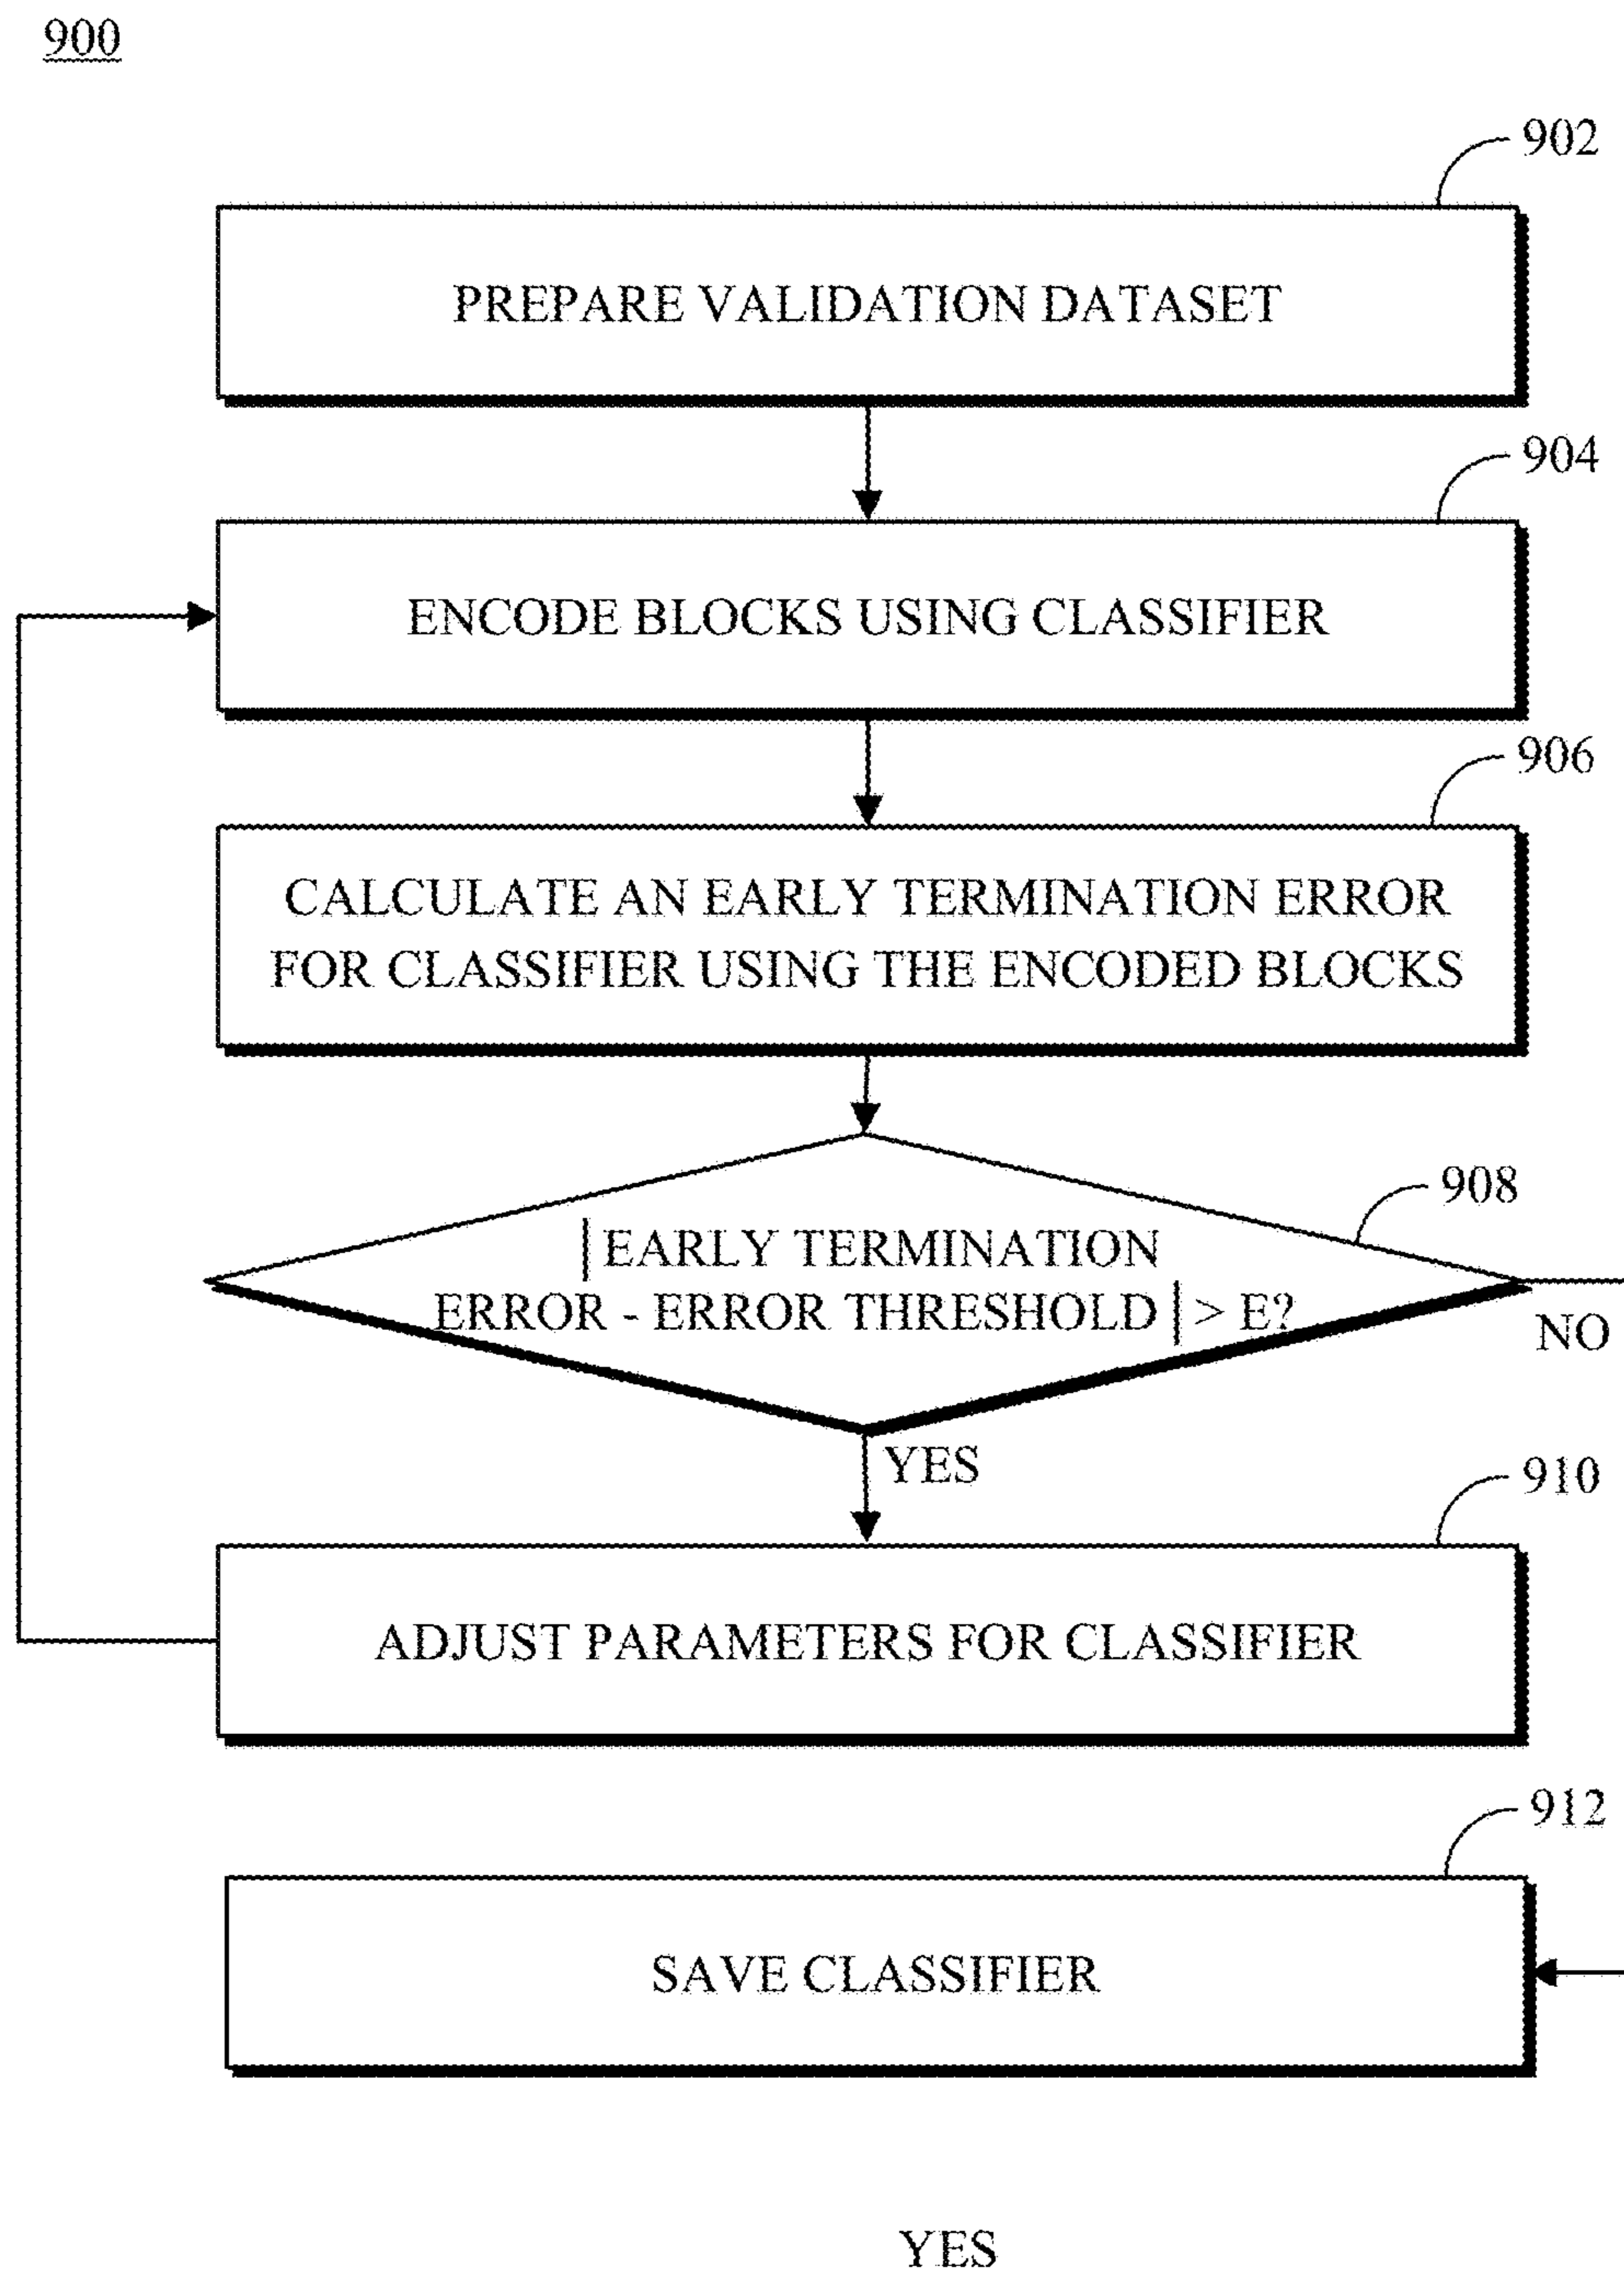 900
902
PREPARE VALIDATION DATASET
904
ENCODE BLOCKS USING CLASSIFIER
906
CALCULATE AN EARLY TERMINATION ERROR
FOR CLASSIFIER USING THE ENCODED BLOCKS
908
| EARLY TERMINATION
ERROR - ERROR THRESHOLD | > E?
NO
YES
910
ADJUST PARAMETERS FOR CLASSIFIER
912
SAVE CLASSIFIER
YES